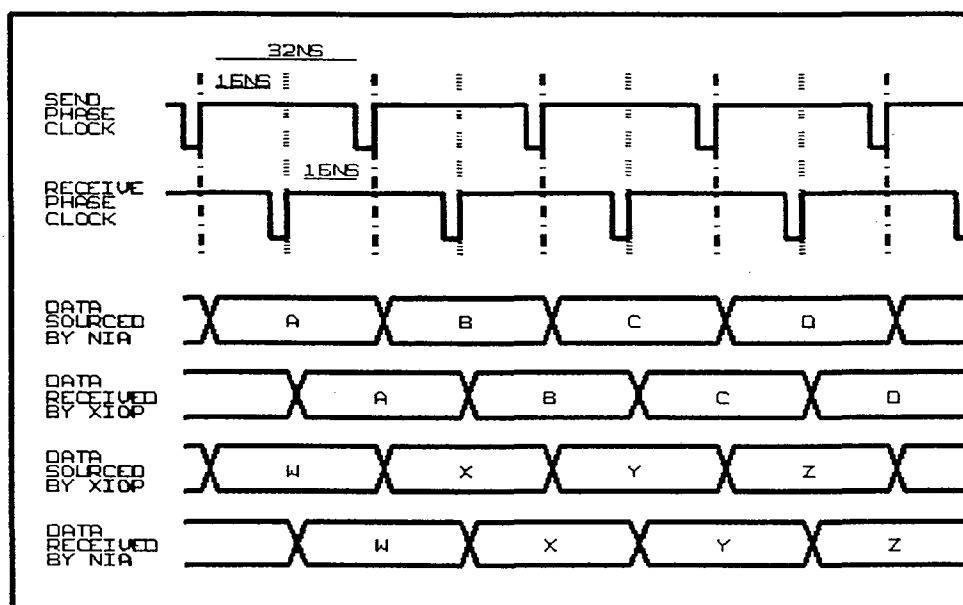 32NS
16NS
SEND
PHASE
CLOCK
16NS
RECEIVE
PHASE
CLOCK
DATA
SOURCED
BY NIA
A B C D
DATA
RECEIVED
BY XIOP
A B C D
DATA
SOURCED
BY XIOP
W X Y Z
DATA
RECEIVED
BY NIA
W X Y Z